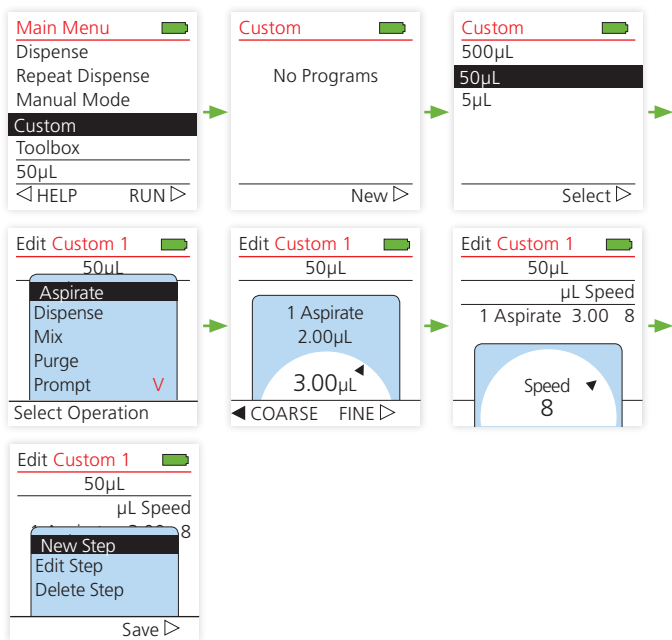 Main Menu
Dispense
Repeat Dispense
Manual Mode
Custom
Toolbox
50µL
◁ HELP RUN ▷
Custom
No Programs
New ▷
Custom
500µL
50µL
5µL
Select ▷
Edit Custom 1
50µL
Aspirate
Dispense
Mix
Purge
Prompt V
Select Operation
Edit Custom 1
50µL
1 Aspirate
2.00µL
3.00µL
◀ COARSE FINE ▷
Edit Custom 1
50µL
µL Speed
1 Aspirate 3.00 8
Speed
8
Edit Custom 1
50µL
µL Speed
8
New Step
Edit Step
Delete Step
Save ▷